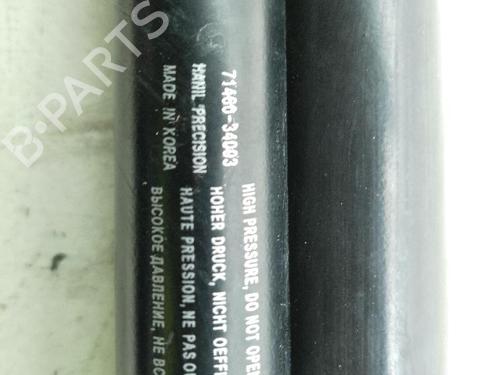 B-PARTS
71460-34003
HANIL PRECISION
MADE IN KOREA
HIGH PRESSURE, DO NOT OPEN
HOHER DRUCK, NICHT OEFF
HAUTE PRESSION, NE PAS
ВЫСОКОЕ ДАВЛЕНИЕ, НЕ